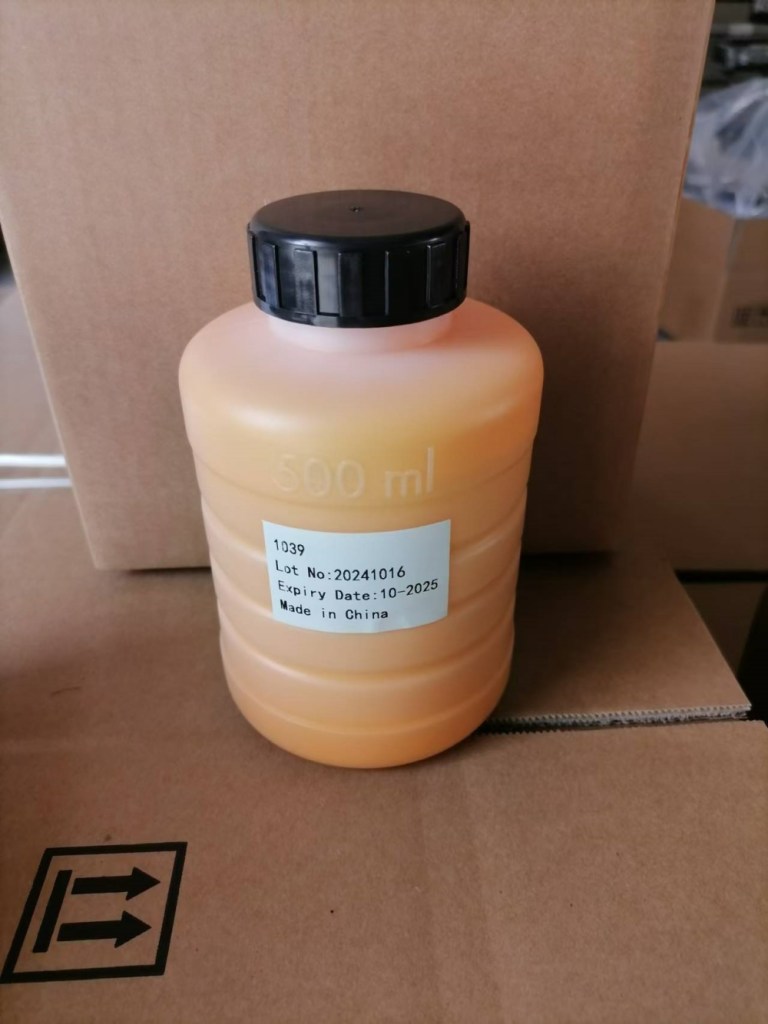 500 ml
1039
Lot No:20241016
Expiry Date:10-2025
Made in China